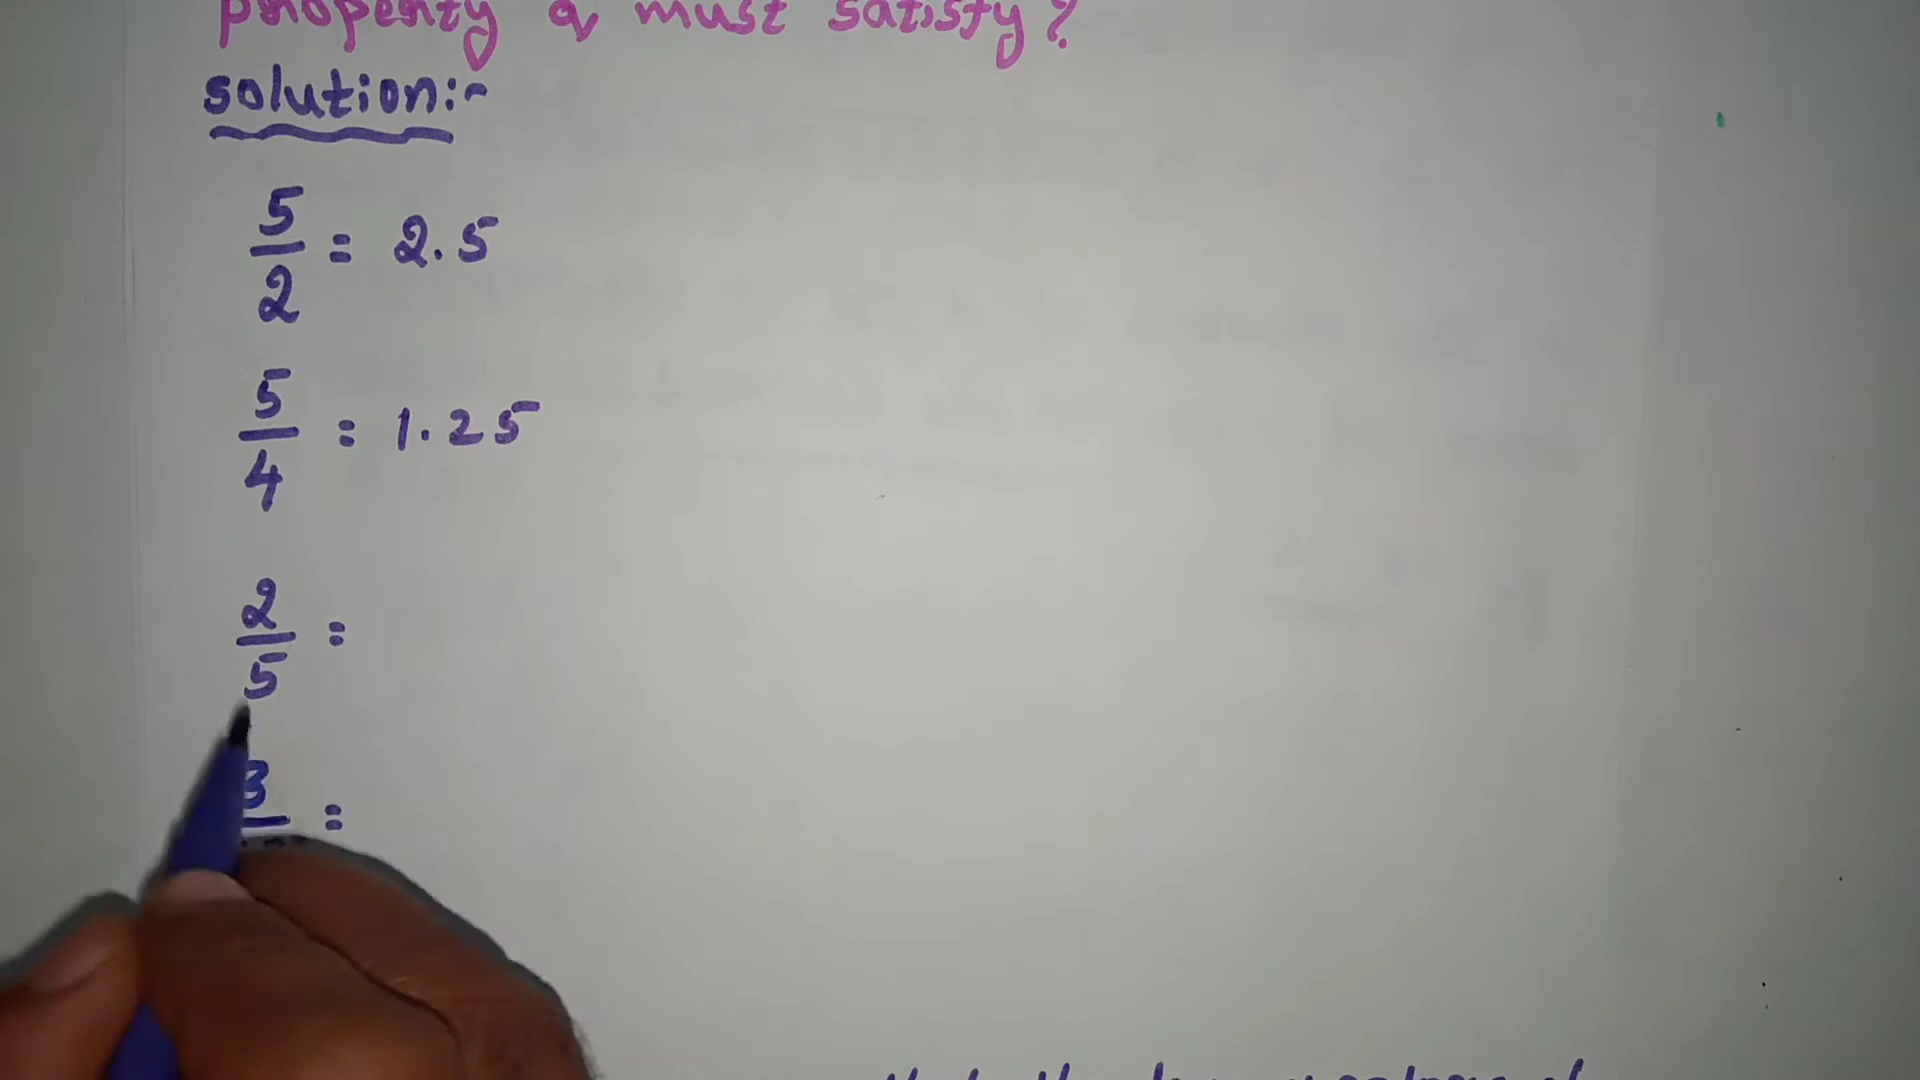 property q must satisfy?
solution:-
5/2 = 2.5
5/4 = 1.25
2/5 =
3
=